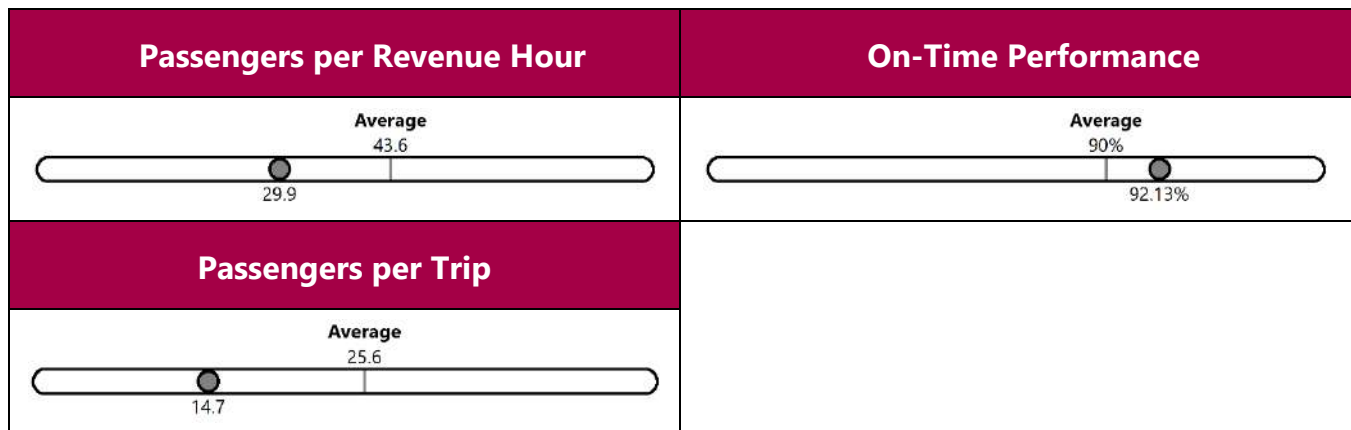 Passengers per Revenue Hour
On-Time Performance
Average
43.6
29.9
Average
90%
92.13%
Passengers per Trip
Average
25.6
14.7